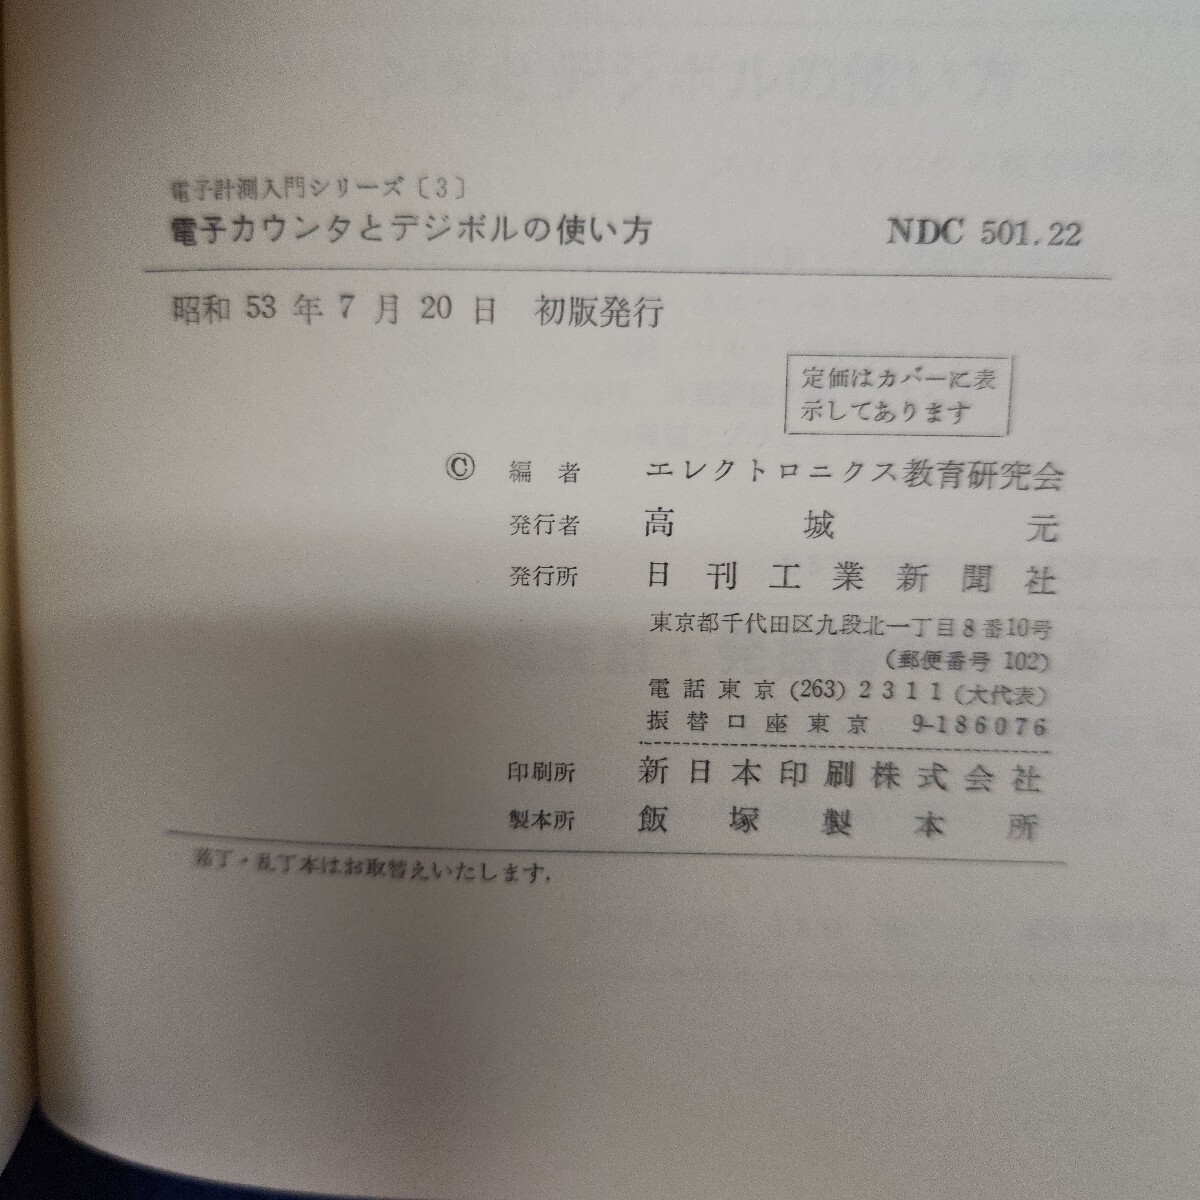 電子計測入門シリーズ〔3〕
電子カウンタとデジボルの使い方 NDC 501.22
昭和 53 年 7 月 20 日 初版発行
定価はカバーに表
示してあります
© 編 者 エレクトロニクス教育研究会
発行者 高 城 元
発行所 日 刊 工 業 新 聞 社
東京都千代田区九段北一丁目8番10号
(郵便番号 102)
電 話 東 京 (263) 2 3 1 1 (大代表)
振 替 口 座 東 京 9-186076
印刷所 新 日 本 印 刷 株 式 会 社
製本所 飯 塚 製 本 所
落丁・乱丁本はお取替えいたします.